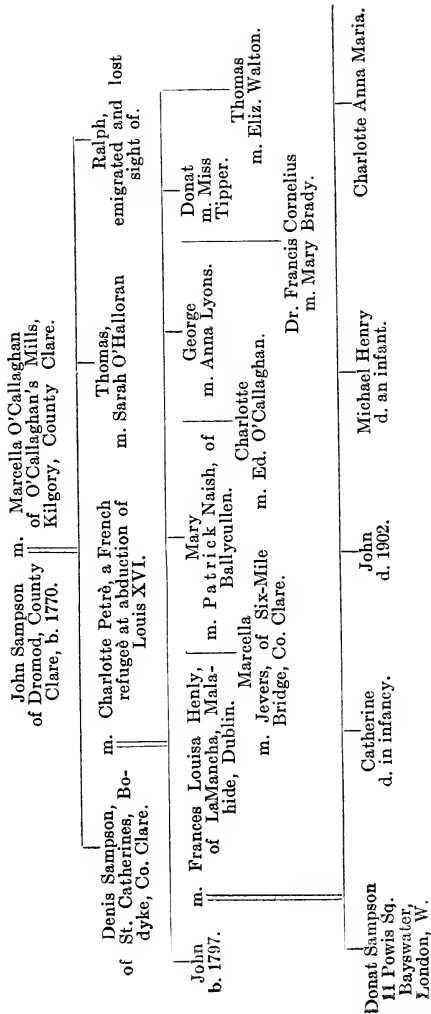 John Sampson
of Dromod, County
Clare, b. 1770.
m.
Marcella O'Callaghan
of O'Callaghan's Mills,
Kilgory, County Clare.
Denis Sampson,
of St. Catherines, Bo-
dyke, Co. Clare.
m.
Charlotte Petrè, a French
refugeè at abduction of
Louis XVI.
Thomas,
m. Sarah O'Halloran
Ralph,
emigrated and lost
sight of.
John
b. 1797.
m.
Frances Louisa Henly,
of LaMancha, Mala-
hide, Dublin.
Marcella
m. Jevers, of Six-Mile
Bridge, Co. Clare.
Mary
m. Patrick Naish, of
Ballycullen.
Charlotte
m. Ed. O'Callaghan.
George
m. Anna Lyons.
Dr. Francis Cornelius
m. Mary Brady.
Donat
m. Miss
Tipper.
Thomas
m. Eliz. Walton.
Donat Sampson
11 Powis Sq.
Bayswater,
London, W.
Catherine
d. in infancy.
John
d. 1902.
Michael Henry
d. an infant.
Charlotte Anna Maria.